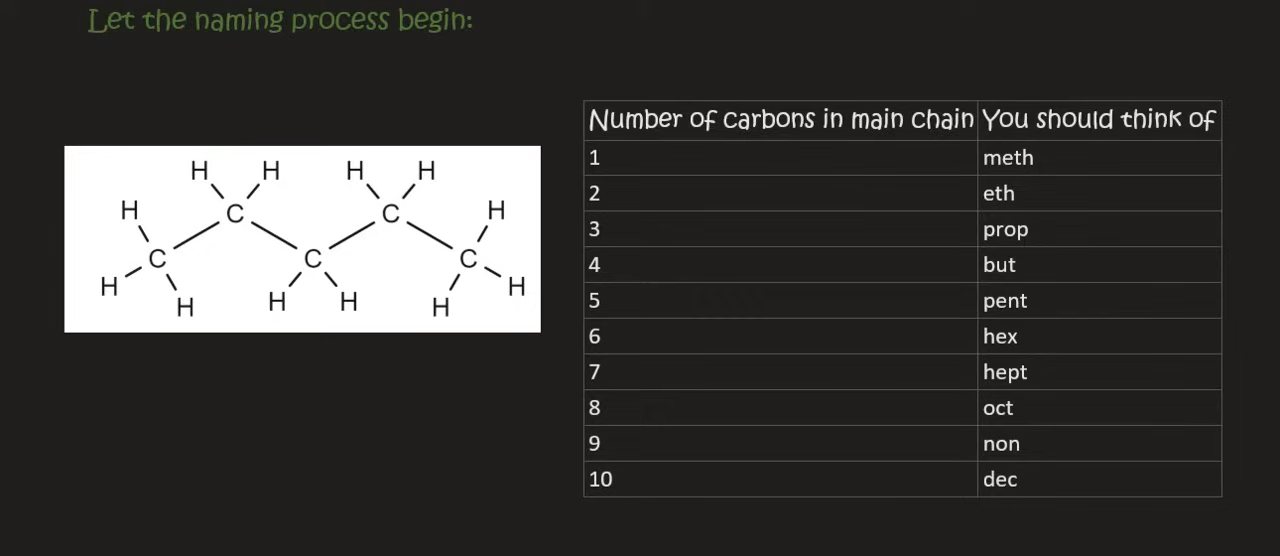 Let the naming process begin:
H H H H
H C C H
C C C
H H H H H H
Number of carbons in main chain You should think of
1 meth
2 eth
3 prop
4 but
5 pent
6 hex
7 hept
8 oct
9 non
10 dec